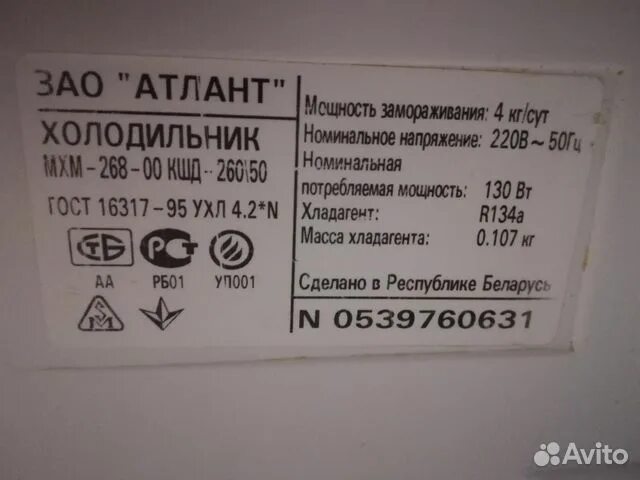 ЗАО "АТЛАНТ"
ХОЛОДИЛЬНИК
МХМ-268-00 КШД-260\50
ГОСТ 16317-95 УХЛ 4.2*N
СТБ РСТ
АА РБ01 УП001
Мощность замораживания: 4 кг/сут
Номинальное напряжение: 220В ~ 50Гц
Номинальная
потребляемая мощность: 130 Вт
Хладагент: R134a
Масса хладагента: 0.107 кг
Сделано в Республике Беларусь
N 0539760631
Avito